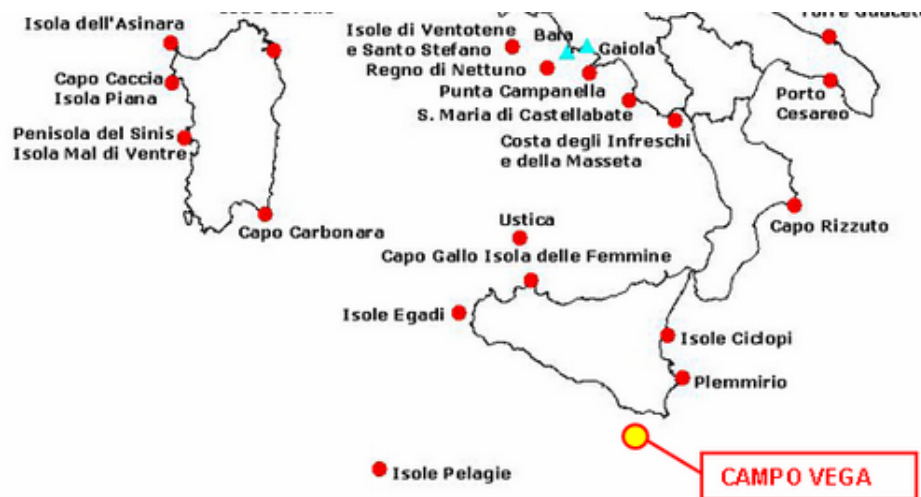 Isola dell'Asinara
Capo Caccia
Isola Piana
Penisola del Sinis
Isola Mal di Ventre
Capo Carbonara
Isole di Ventotene
e Santo Stefano
Baia
Gaiola
Regno di Nettuno
Punta Campanella
S. Maria di Castellabate
Costa degli Infreschi
e della Masseta
Porto
Cesareo
Capo Rizzuto
Ustica
Capo Gallo Isola delle Femmine
Isole Egadi
Isole Ciclopi
Plemmirio
Isole Pelagie
CAMPO VEGA